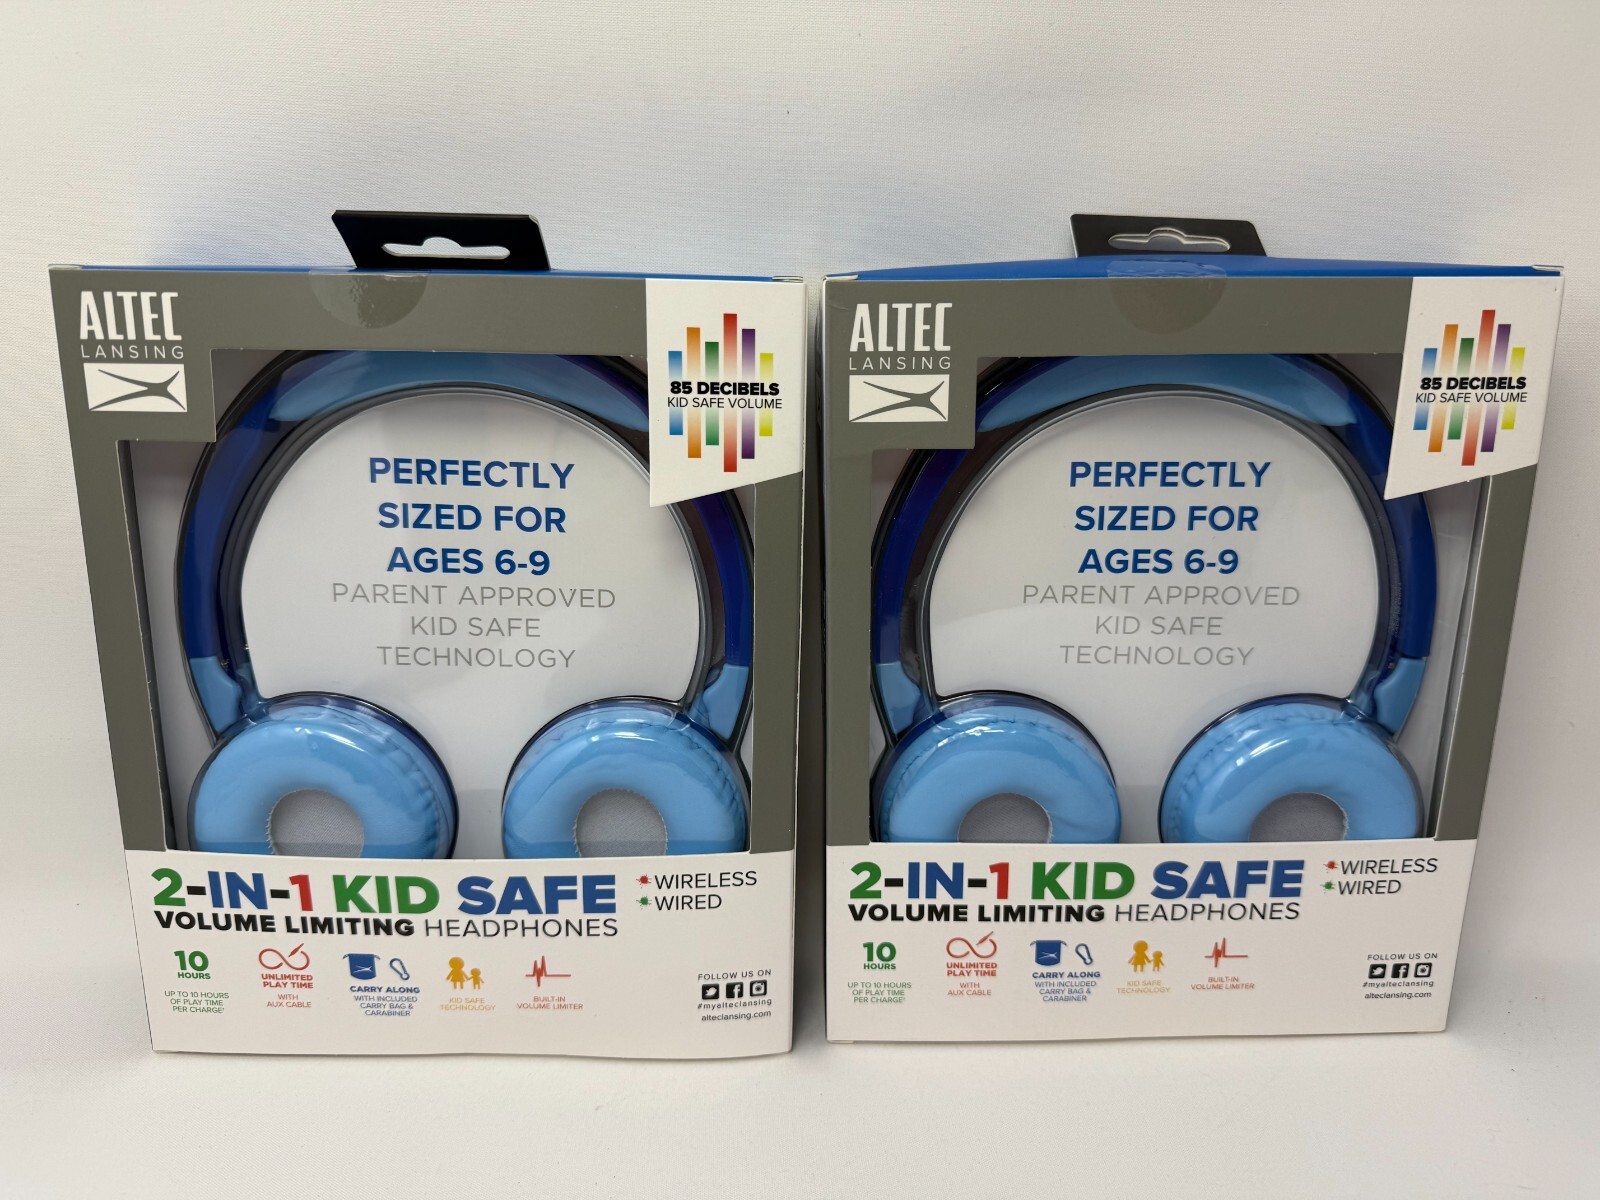 ALTEC
LANSING
85 DECIBELS
KID SAFE VOLUME
PERFECTLY
SIZED FOR
AGES 6-9
PARENT APPROVED
KID SAFE
TECHNOLOGY
2-IN-1 KID SAFE
VOLUME LIMITING HEADPHONES
WIRELESS
WIRED
10
HOURS
UP TO 10 HOURS
OF PLAY TIME
PER CHARGE¹
UNLIMITED
PLAY TIME
WITH
AUX CABLE
CARRY ALONG
WITH INCLUDED
CARRY BAG &
CARABINER
KID SAFE
TECHNOLOGY
BUILT-IN
VOLUME LIMITER
FOLLOW US ON
#myalteclansing
alteclansing.com
ALTEC
LANSING
85 DECIBELS
KID SAFE VOLUME
PERFECTLY
SIZED FOR
AGES 6-9
PARENT APPROVED
KID SAFE
TECHNOLOGY
2-IN-1 KID SAFE
VOLUME LIMITING HEADPHONES
WIRELESS
WIRED
10
HOURS
UP TO 10 HOURS
OF PLAY TIME
PER CHARGE¹
UNLIMITED
PLAY TIME
WITH
AUX CABLE
CARRY ALONG
WITH INCLUDED
CARRY BAG &
CARABINER
KID SAFE
TECHNOLOGY
BUILT-IN
VOLUME LIMITER
FOLLOW US ON
#myalteclansing
alteclansing.com